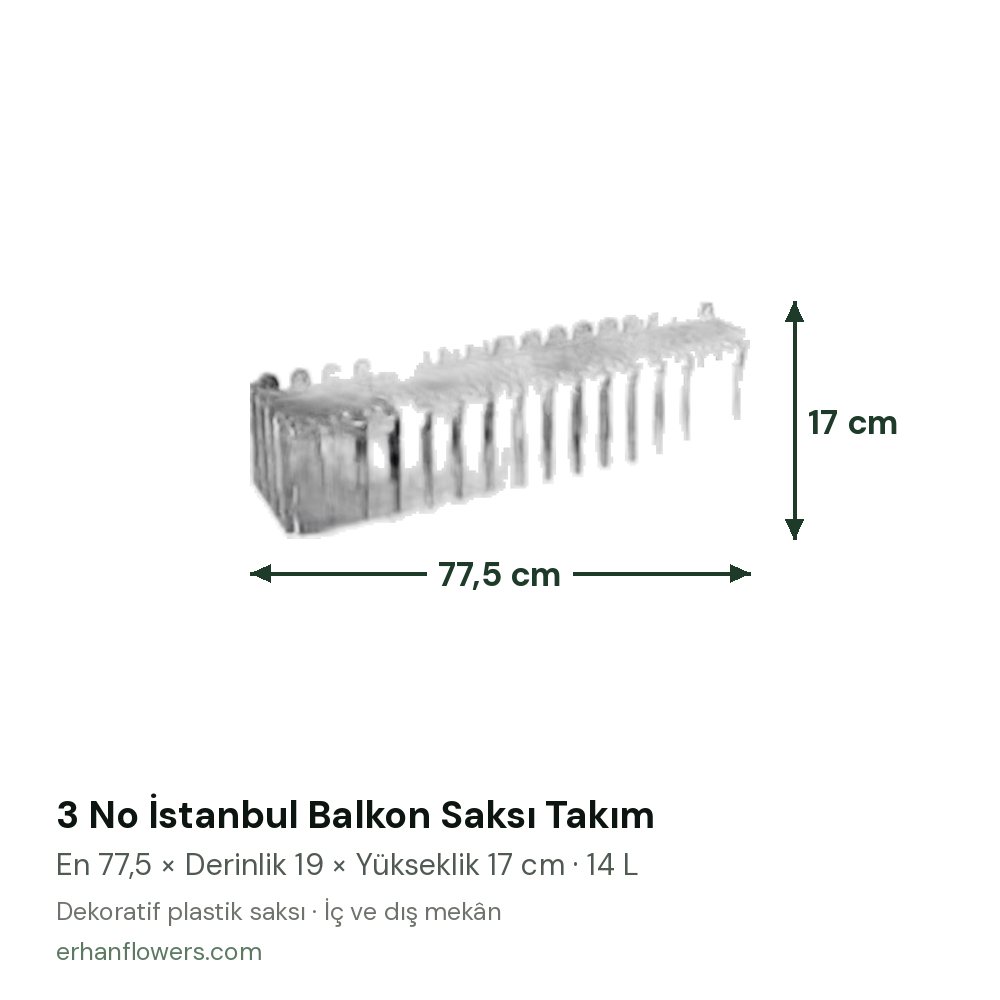 17 cm
77,5 cm
3 No İstanbul Balkon Saksı Takım
En 77,5 × Derinlik 19 × Yükseklik 17 cm · 14 L
Dekoratif plastik saksı · İç ve dış mekân
erhanflowers.com